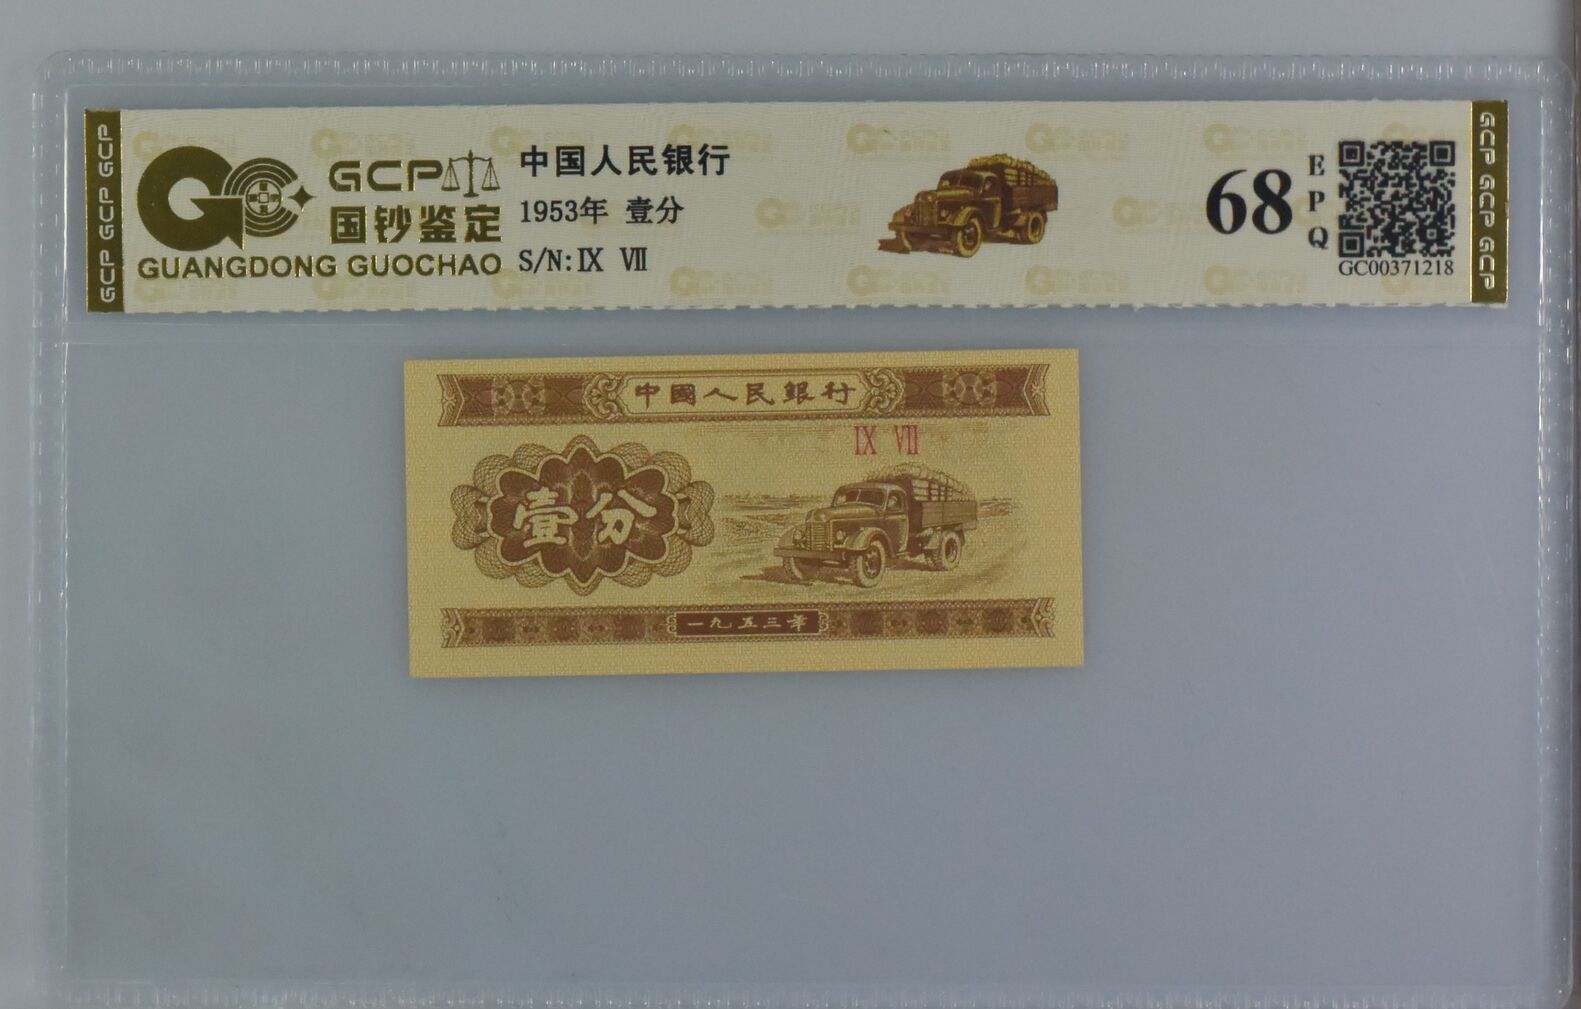 GCP GCP GCP
GCP
国钞鉴定
GUANGDONG GUOCHAO
中国人民银行
1953年 壹分
S/N:IX VII
68
EPQ
GC00371218
GCP GCP GCP
中國人民銀行
IX VII
壹分
一九五三年